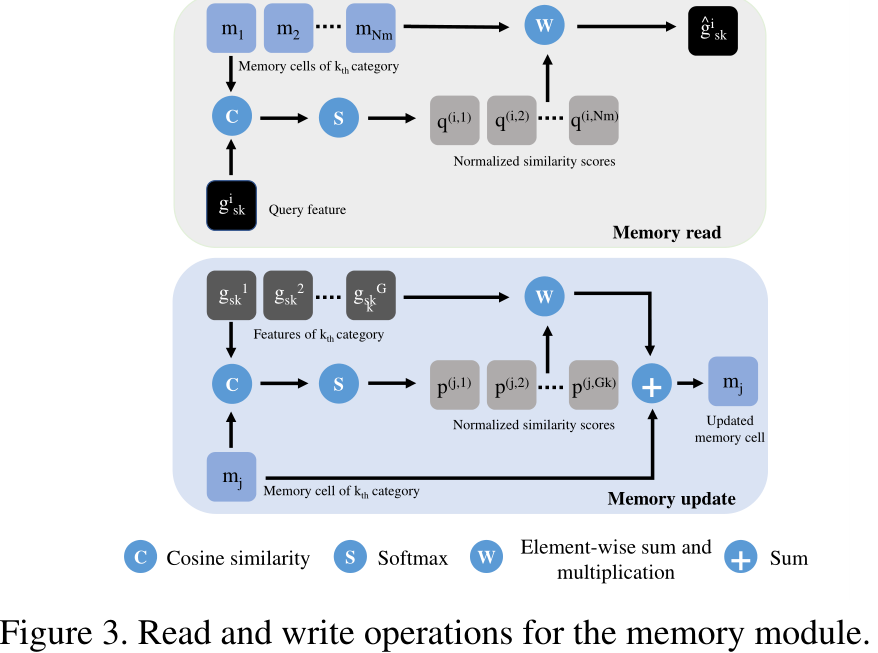 m1 m2 mNm W ĝisk
Memory cells of kth category
C S q(i,1) q(i,2) q(i,Nm)
Normalized similarity scores
gisk Query feature
Memory read
gsk1 gsk2 gskGk W
Features of kth category
C S p(j,1) p(j,2) p(j,Gk) + mj
Normalized similarity scores
Updated
memory cell
mj
Memory cell of kth category
Memory update
C Cosine similarity S Softmax W Element-wise sum and
multiplication + Sum
Figure 3. Read and write operations for the memory module.